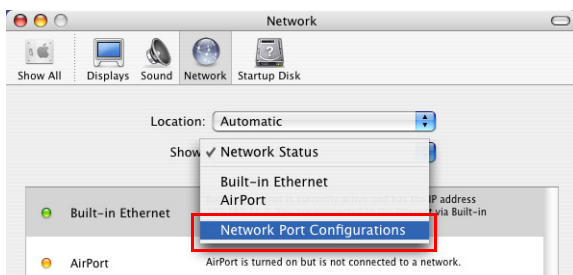 Network
Show All
Displays
Sound
Network
Startup Disk
Location: Automatic
Show
✓ Network Status
Built-in Ethernet
AirPort
Network Port Configurations
Built-in Ethernet
IP address
via Built-in
AirPort
AirPort is turned on but is not connected to a network.